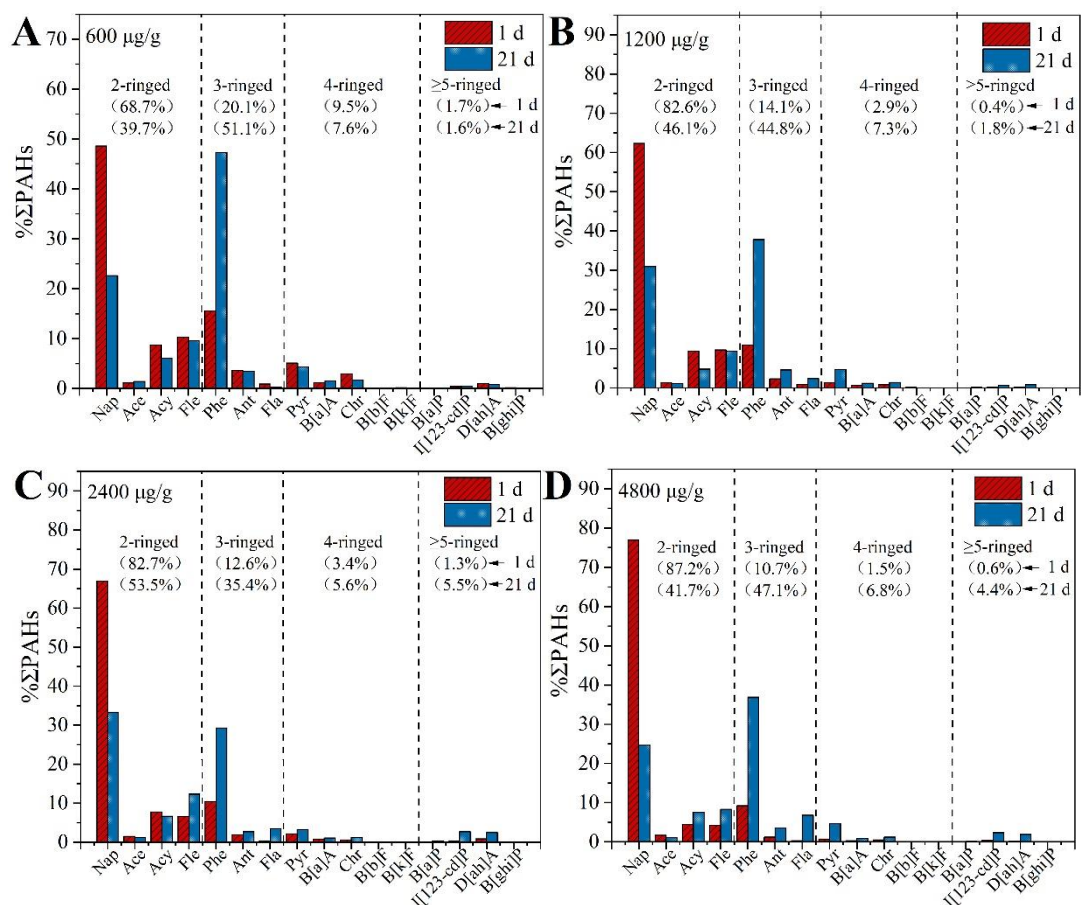 A
600 μg/g
1 d
21 d
2-ringed 3-ringed 4-ringed ≥5-ringed
(68.7%) (20.1%) (9.5%) (1.7%) 1 d
(39.7%) (51.1%) (7.6%) (1.6%) 21 d
%ΣPAHs
70
60
50
40
30
20
10
0
Nap Ace Acy Fle Phe Ant Fla Pyr B[a]A Chr B[b]F B[k]F B[a]P I[123-cd]P D[ah]A B[ghi]P
B
1200 μg/g
1 d
21 d
2-ringed 3-ringed 4-ringed >5-ringed
(82.6%) (14.1%) (2.9%) (0.4%) 1 d
(46.1%) (44.8%) (7.3%) (1.8%) 21 d
%ΣPAHs
90
80
70
60
50
40
30
20
10
0
Nap Ace Acy Fle Phe Ant Fla Pyr B[a]A Chr B[b]F B[k]F B[a]P I[123-cd]P D[ah]A B[ghi]P
C
2400 μg/g
1 d
21 d
2-ringed 3-ringed 4-ringed >5-ringed
(82.7%) (12.6%) (3.4%) (1.3%) 1 d
(53.5%) (35.4%) (5.6%) (5.5%) 21 d
%ΣPAHs
90
80
70
60
50
40
30
20
10
0
Nap Ace Acy Fle Phe Ant Fla Pyr B[a]A Chr B[b]F B[k]F B[a]P I[123-cd]P D[ah]A B[ghi]P
D
4800 μg/g
1 d
21 d
2-ringed 3-ringed 4-ringed ≥5-ringed
(87.2%) (10.7%) (1.5%) (0.6%) 1 d
(41.7%) (47.1%) (6.8%) (4.4%) 21 d
%ΣPAHs
90
80
70
60
50
40
30
20
10
0
Nap Ace Acy Fle Phe Ant Fla Pyr B[a]A Chr B[b]F B[k]F B[a]P I[123-cd]P D[ah]A B[ghi]P